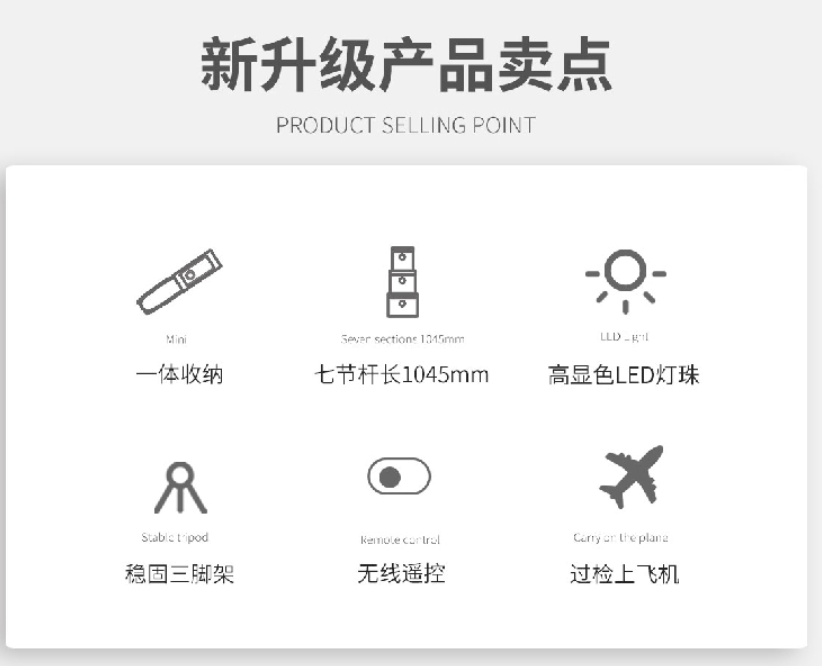 新升级产品卖点
PRODUCT SELLING POINT
Mini
Seven sections 1045mm
LED Light
一体收纳
七节杆长1045mm
高显色LED灯珠
Stable tripod
Remote control
Carry on the plane
稳固三脚架
无线遥控
过检上飞机